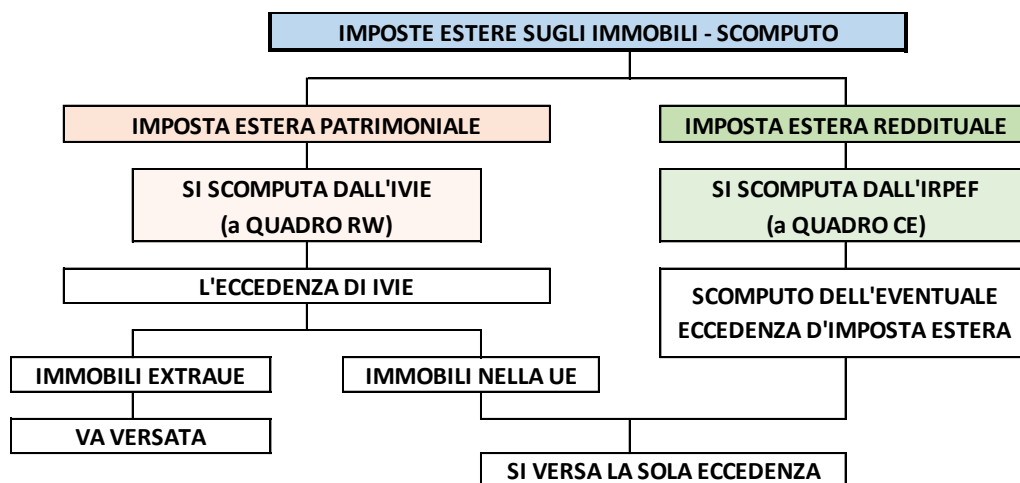 IMPOSTE ESTERE SUGLI IMMOBILI - SCOMPUTO
IMPOSTA ESTERA PATRIMONIALE
IMPOSTA ESTERA REDDITUALE
SI SCOMPUTA DALL'IVIE
(a QUADRO RW)
SI SCOMPUTA DALL'IRPEF
(a QUADRO CE)
L'ECCEDENZA DI IVIE
SCOMPUTO DELL'EVENTUALE
ECCEDENZA D'IMPOSTA ESTERA
IMMOBILI EXTRAUE
IMMOBILI NELLA UE
VA VERSATA
SI VERSA LA SOLA ECCEDENZA